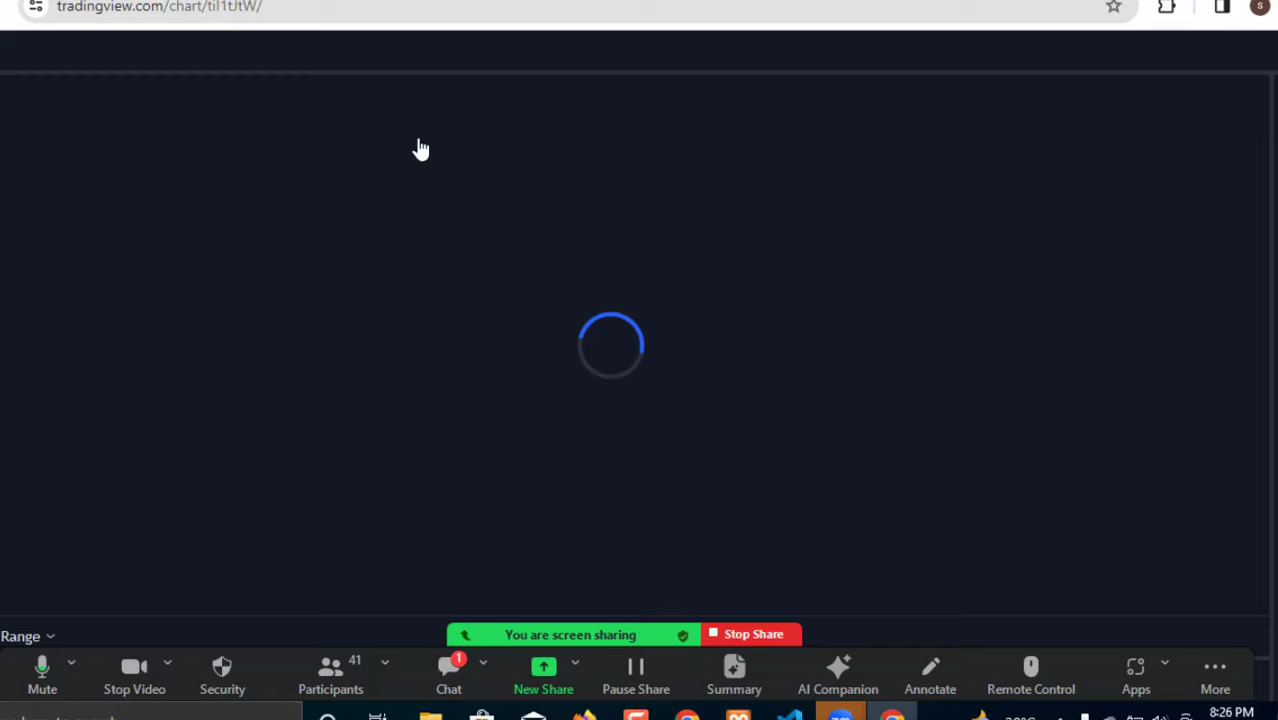 tradingview.com/chart/til1tJtW/
S
Range
You are screen sharing
Stop Share
41
1
Mute
Stop Video
Security
Participants
Chat
New Share
Pause Share
Summary
AI Companion
Annotate
Remote Control
Apps
More
8:26 PM